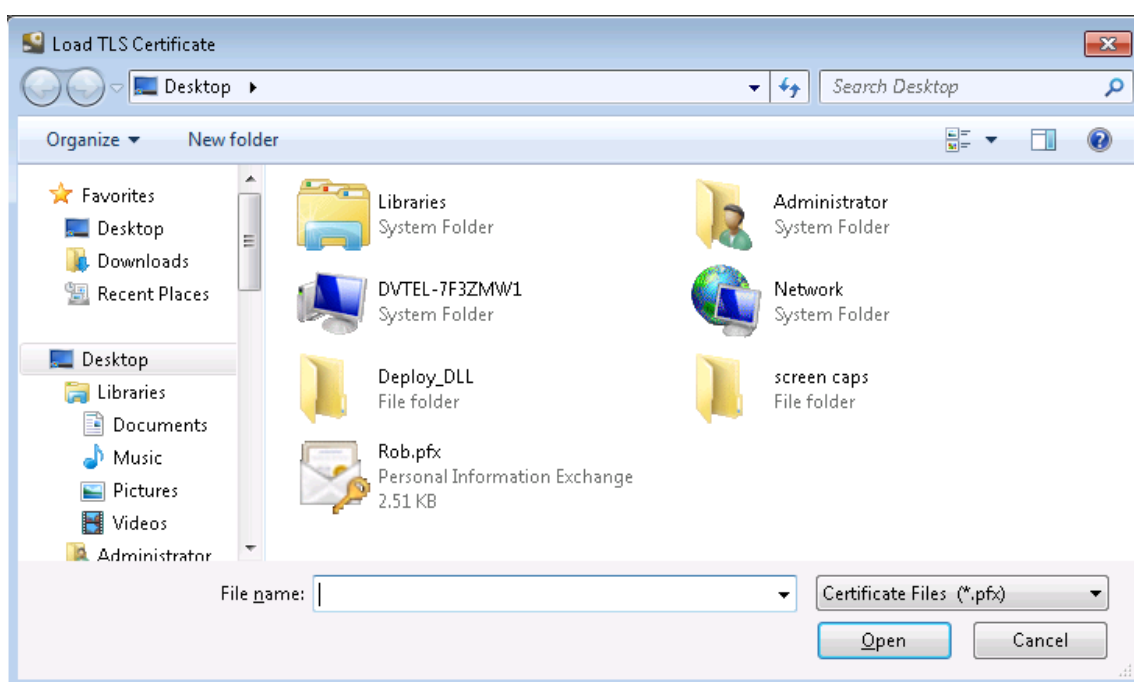 Load TLS Certificate
Desktop
Search Desktop
Organize
New folder
Favorites
Desktop
Downloads
Recent Places
Desktop
Libraries
Documents
Music
Pictures
Videos
Administrator
Libraries
System Folder
Administrator
System Folder
DVTEL-7F3ZMW1
System Folder
Network
System Folder
Deploy_DLL
File folder
screen caps
File folder
Rob.pfx
Personal Information Exchange
2.51 KB
File name:
Certificate Files (*.pfx)
Open
Cancel